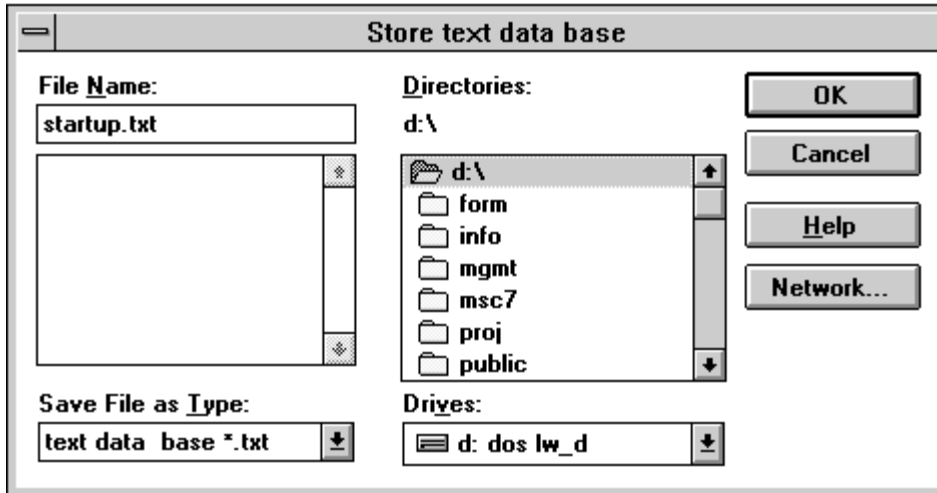 Store text data base
File Name:
startup.txt
Directories:
d:\
d:\
form
info
mgmt
msc7
proj
public
Save File as Type:
text data  base *.txt
Drives:
d: dos lw_d
OK
Cancel
Help
Network...